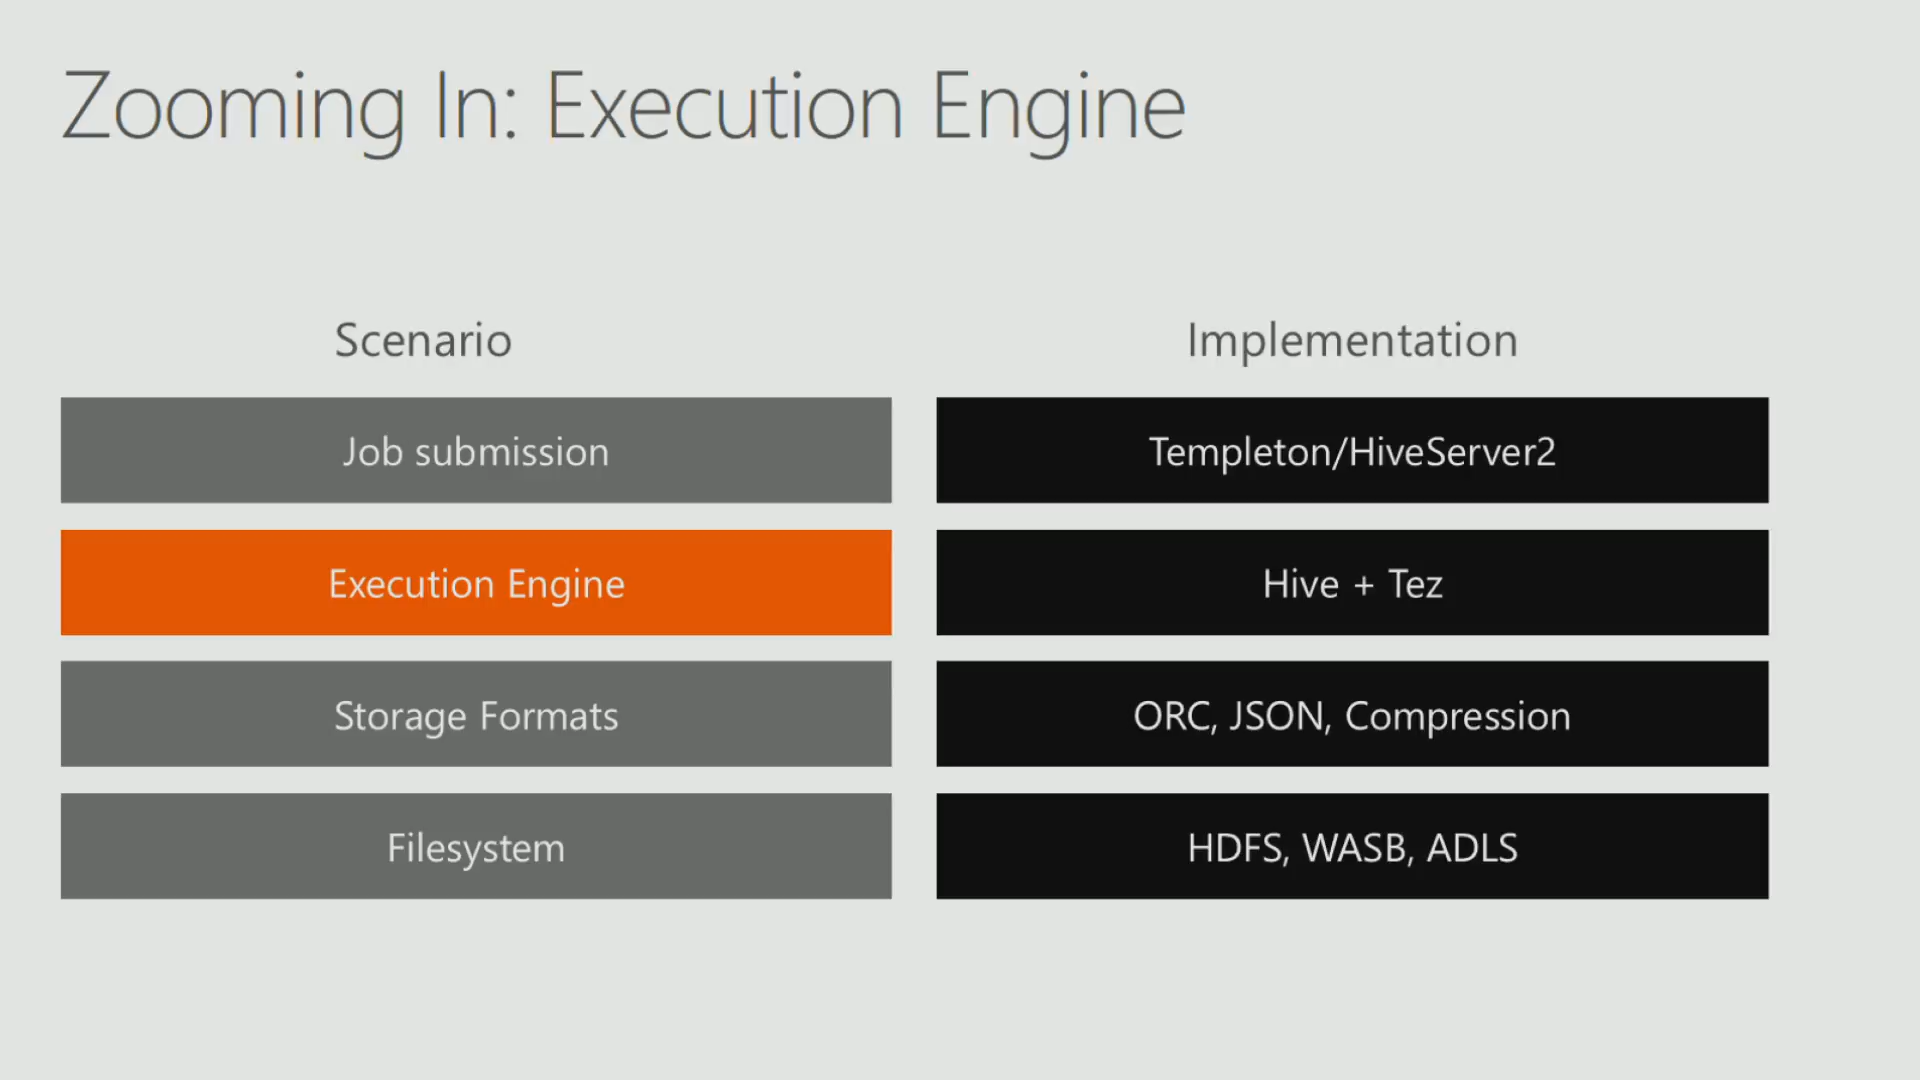 Zooming In: Execution Engine
Scenario
Implementation
Job submission
Templeton/HiveServer2
Execution Engine
Hive + Tez
Storage Formats
ORC, JSON, Compression
Filesystem
HDFS, WASB, ADLS